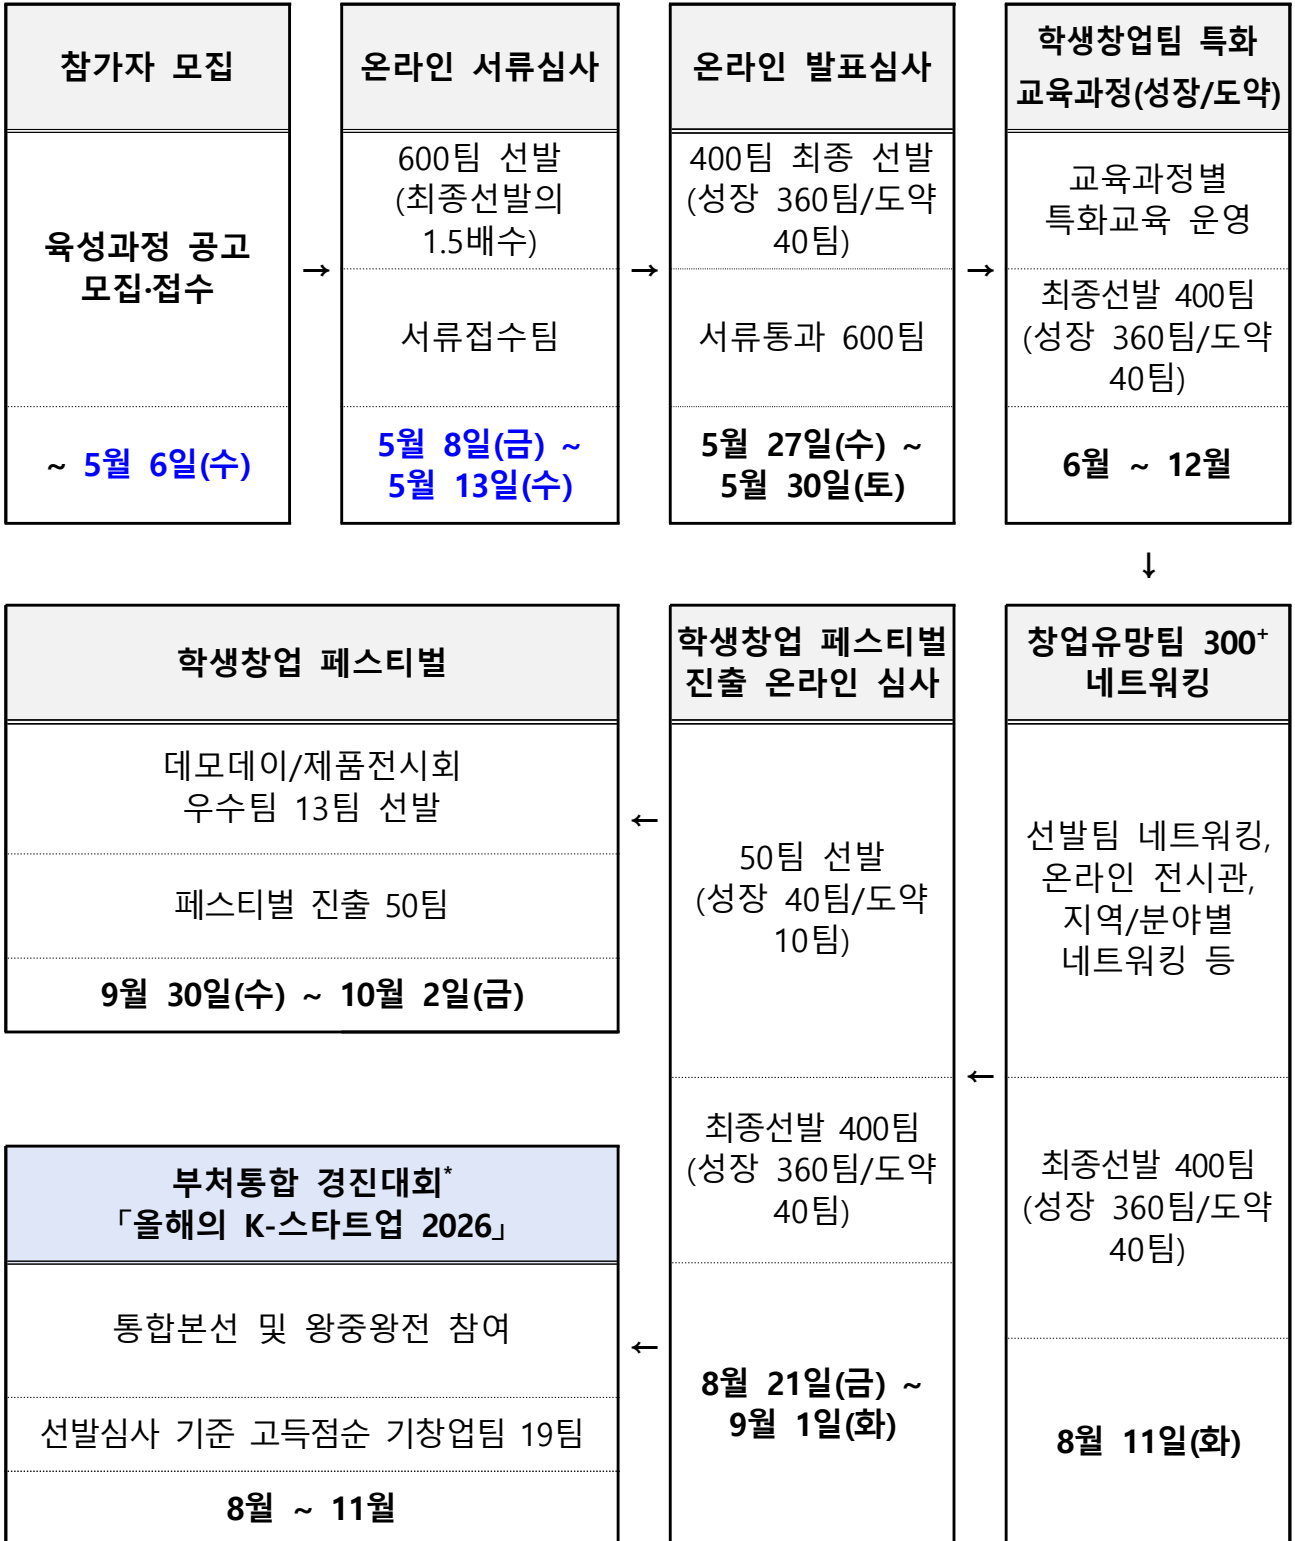 참가자 모집
육성과정 공고
모집·접수
~ 5월 6일(수)
→
온라인 서류심사
600팀 선발
(최종선발의
1.5배수)
서류접수팀
5월 8일(금) ~
5월 13일(수)
→
온라인 발표심사
400팀 최종 선발
(성장 360팀/도약
40팀)
서류통과 600팀
5월 27일(수) ~
5월 30일(토)
→
학생창업팀 특화
교육과정(성장/도약)
교육과정별
특화교육 운영
최종선발 400팀
(성장 360팀/도약
40팀)
6월 ~ 12월
↓
창업유망팀 300+
네트워킹
선발팀 네트워킹,
온라인 전시관,
지역/분야별
네트워킹 등
최종선발 400팀
(성장 360팀/도약
40팀)
8월 11일(화)
←
학생창업 페스티벌
진출 온라인 심사
50팀 선발
(성장 40팀/도약
10팀)
최종선발 400팀
(성장 360팀/도약
40팀)
8월 21일(금) ~
9월 1일(화)
←
학생창업 페스티벌
데모데이/제품전시회
우수팀 13팀 선발
페스티벌 진출 50팀
9월 30일(수) ~ 10월 2일(금)
←
부처통합 경진대회*
「올해의 K-스타트업 2026」
통합본선 및 왕중왕전 참여
선발심사 기준 고득점순 기창업팀 19팀
8월 ~ 11월